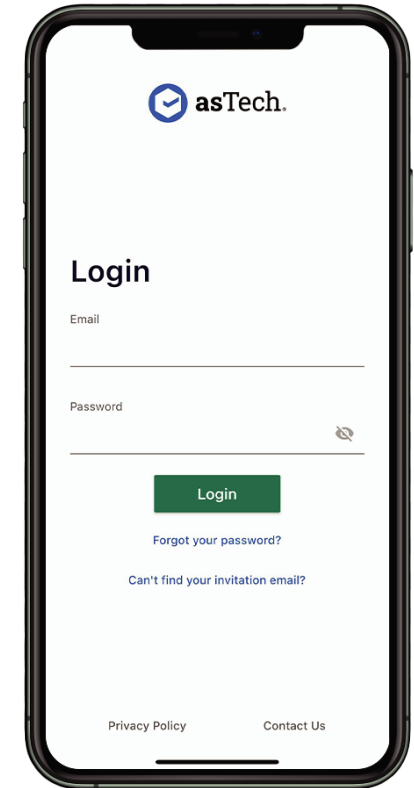 asTech.
Login
Email
Password
Login
Forgot your password?
Can't find your invitation email?
Privacy Policy Contact Us